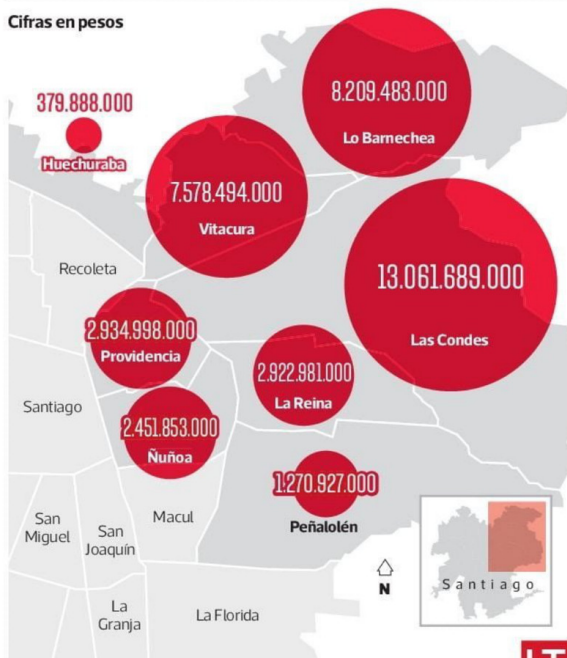 Cifras en pesos
379.888.000
Huechuraba
8.209.483.000
Lo Barnechea
7.578.494.000
Vitacura
13.061.689.000
Las Condes
Recoleta
2.934.998.000
Providencia
2.922.981.000
La Reina
Santiago
2.451.853.000
Ñuñoa
1.270.927.000
Peñalolén
San
Miguel
San
Joaquín
Macul
N
Santiago
La
Granja
La Florida
LT